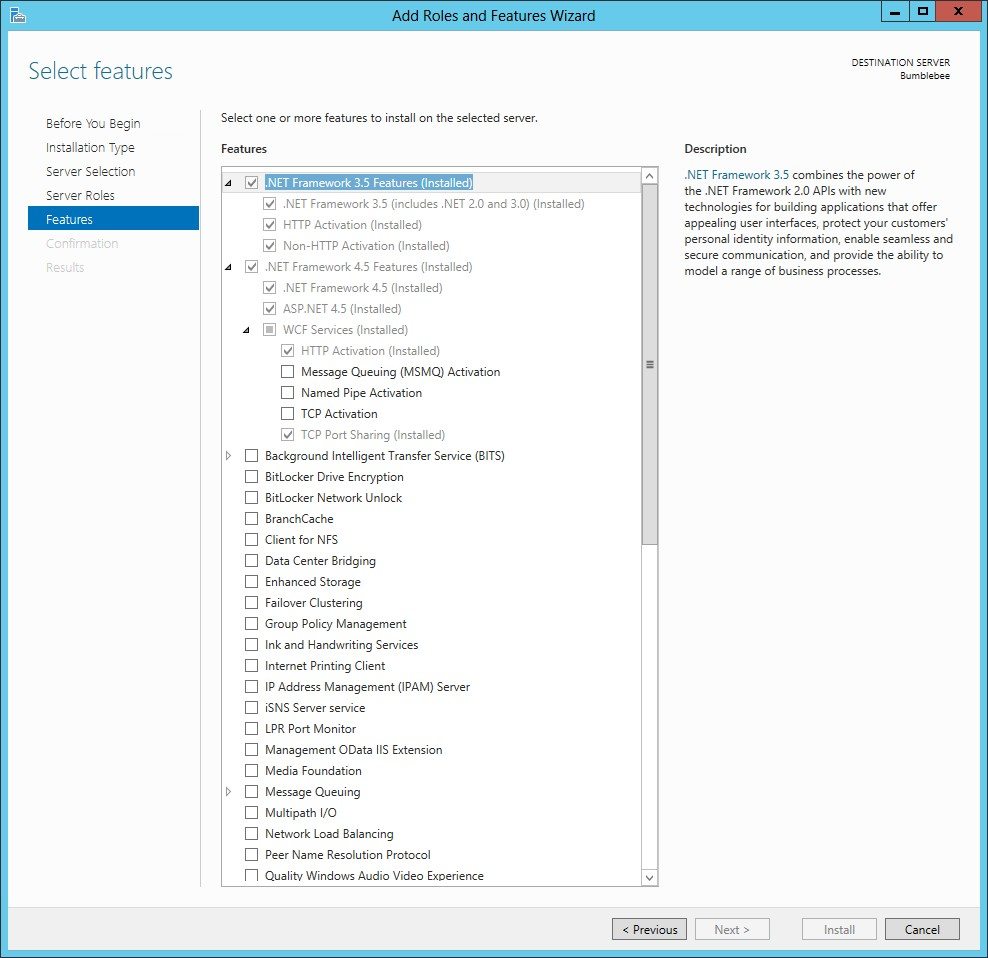 Add Roles and Features Wizard
Select features
DESTINATION SERVER
Bumblebee
Before You Begin
Installation Type
Server Selection
Server Roles
Features
Confirmation
Results
Select one or more features to install on the selected server.
Features
.NET Framework 3.5 Features (Installed)
.NET Framework 3.5 (includes .NET 2.0 and 3.0) (Installed)
HTTP Activation (Installed)
Non-HTTP Activation (Installed)
.NET Framework 4.5 Features (Installed)
.NET Framework 4.5 (Installed)
ASP.NET 4.5 (Installed)
WCF Services (Installed)
HTTP Activation (Installed)
Message Queuing (MSMQ) Activation
Named Pipe Activation
TCP Activation
TCP Port Sharing (Installed)
Background Intelligent Transfer Service (BITS)
BitLocker Drive Encryption
BitLocker Network Unlock
BranchCache
Client for NFS
Data Center Bridging
Enhanced Storage
Failover Clustering
Group Policy Management
Ink and Handwriting Services
Internet Printing Client
IP Address Management (IPAM) Server
iSNS Server service
LPR Port Monitor
Management OData IIS Extension
Media Foundation
Message Queuing
Multipath I/O
Network Load Balancing
Peer Name Resolution Protocol
Quality Windows Audio Video Experience
Description
.NET Framework 3.5 combines the power of
the .NET Framework 2.0 APIs with new
technologies for building applications that offer
appealing user interfaces, protect your customers'
personal identity information, enable seamless and
secure communication, and provide the ability to
model a range of business processes.
< Previous
Next >
Install
Cancel